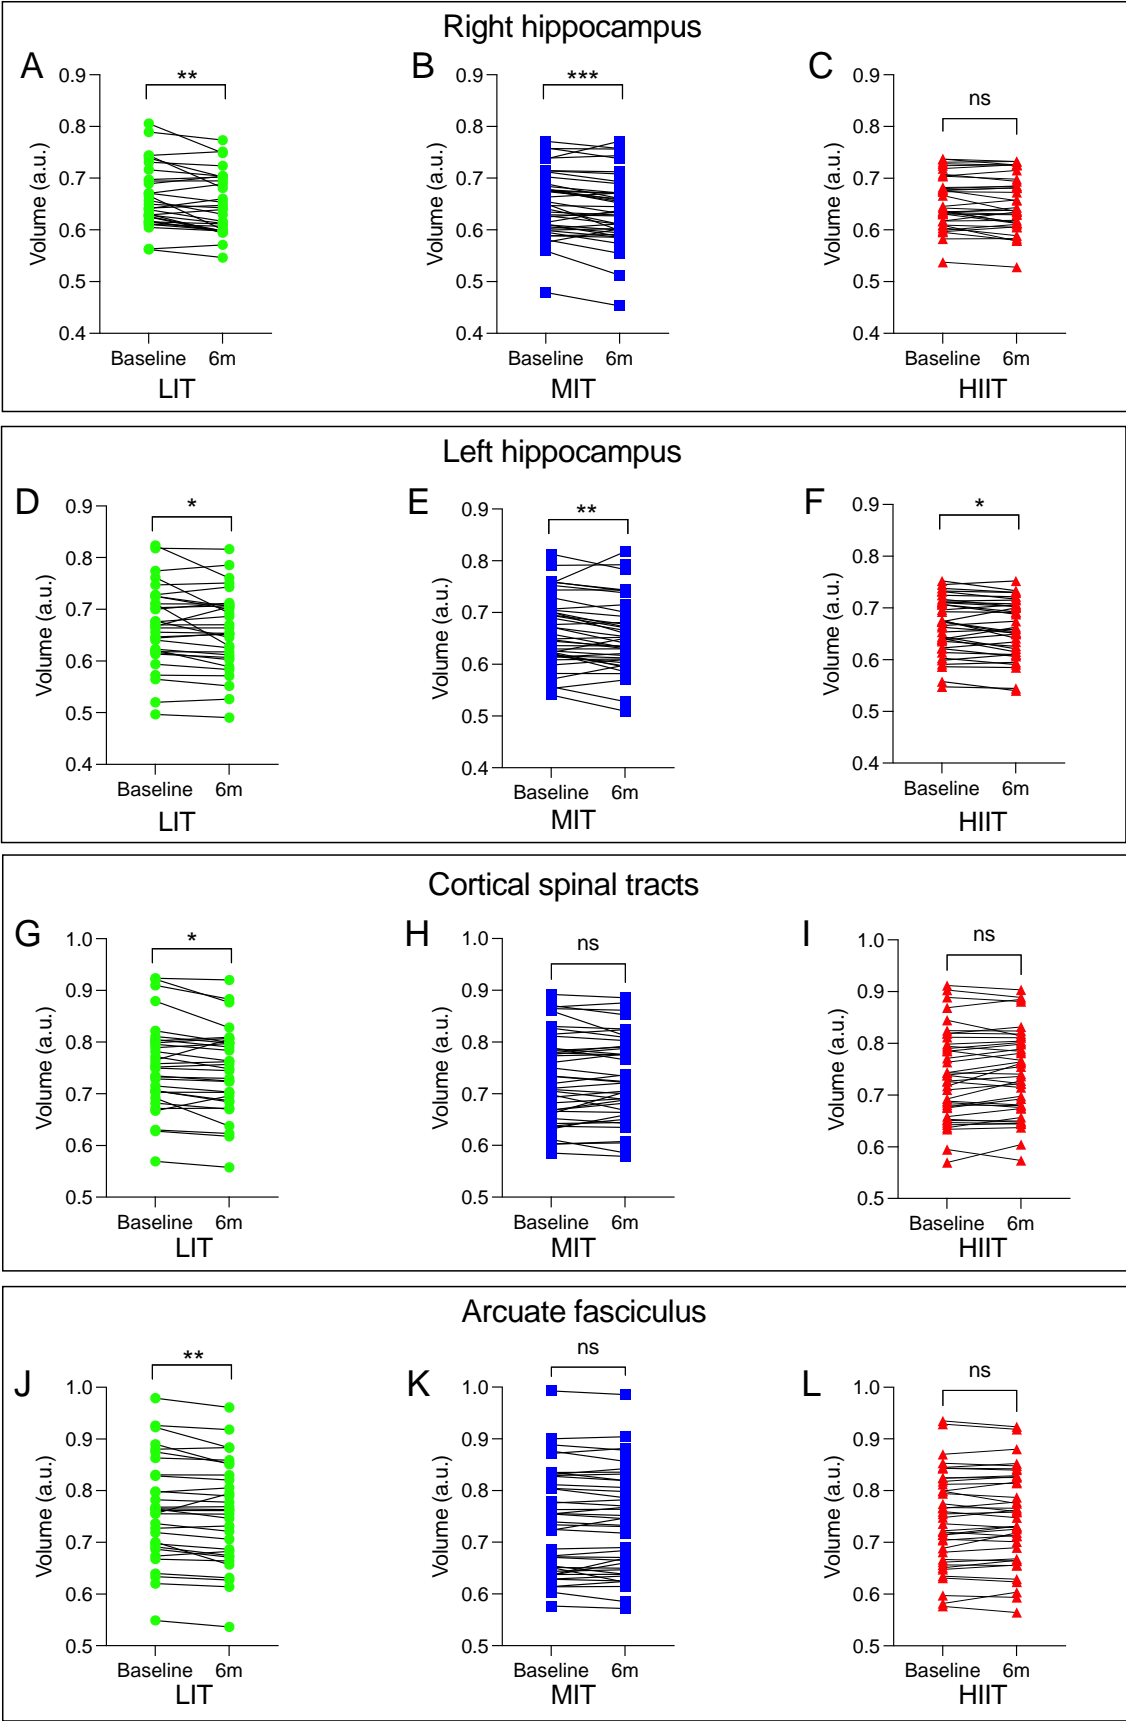 Right hippocampus
A
B
C
**
***
ns
0.9
0.8
0.7
0.6
0.5
0.4
Volume (a.u.)
Baseline 6m
LIT
0.9
0.8
0.7
0.6
0.5
0.4
Volume (a.u.)
Baseline 6m
MIT
0.9
0.8
0.7
0.6
0.5
0.4
Volume (a.u.)
Baseline 6m
HIIT
Left hippocampus
D
E
F
*
**
*
0.9
0.8
0.7
0.6
0.5
0.4
Volume (a.u.)
Baseline 6m
LIT
0.9
0.8
0.7
0.6
0.5
0.4
Volume (a.u.)
Baseline 6m
MIT
0.9
0.8
0.7
0.6
0.5
0.4
Volume (a.u.)
Baseline 6m
HIIT
Cortical spinal tracts
G
H
I
*
ns
ns
1.0
0.9
0.8
0.7
0.6
0.5
Volume (a.u.)
Baseline 6m
LIT
1.0
0.9
0.8
0.7
0.6
0.5
Volume (a.u.)
Baseline 6m
MIT
1.0
0.9
0.8
0.7
0.6
0.5
Volume (a.u.)
Baseline 6m
HIIT
Arcuate fasciculus
J
K
L
**
ns
ns
1.0
0.9
0.8
0.7
0.6
0.5
Volume (a.u.)
Baseline 6m
LIT
1.0
0.9
0.8
0.7
0.6
0.5
Volume (a.u.)
Baseline 6m
MIT
1.0
0.9
0.8
0.7
0.6
0.5
Volume (a.u.)
Baseline 6m
HIIT